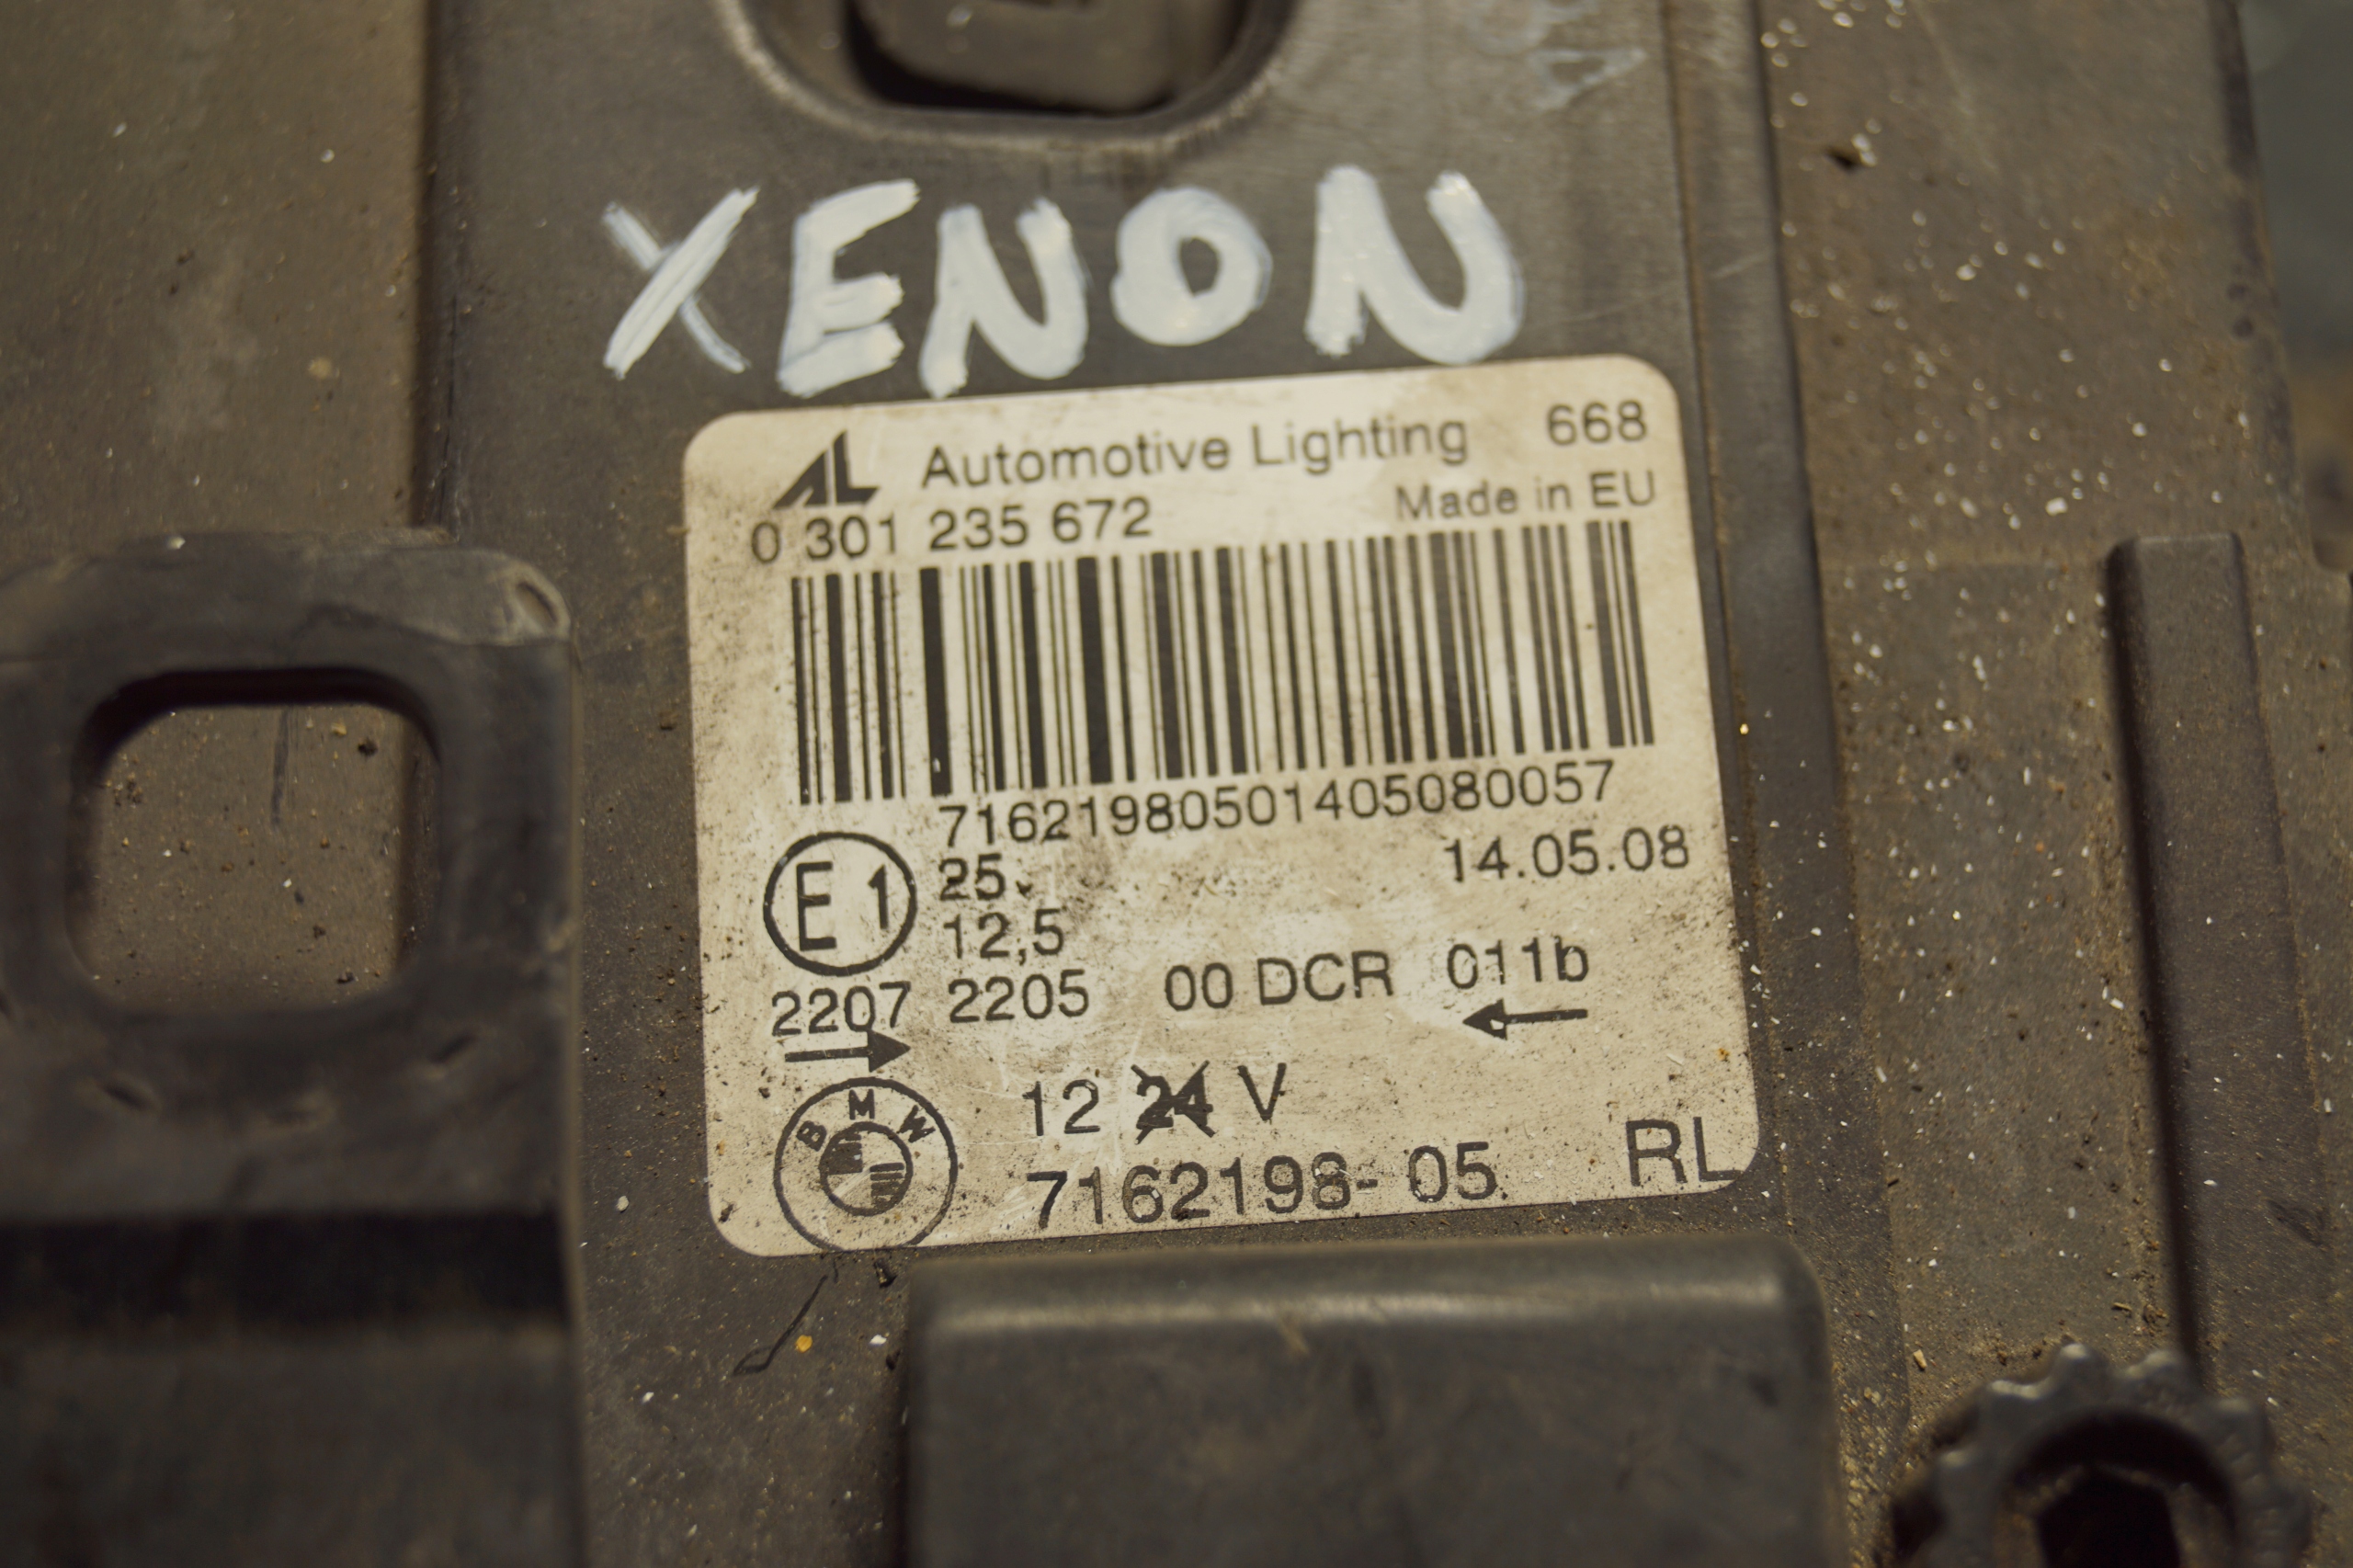 XENON
AL Automotive Lighting 668
0 301 235 672 Made in EU
71621980501405080057
E1 25
14.05.08
12,5
2207 2205 00 DCR 011b
→ ←
BMW 12 24 V
7162198- 05 RL